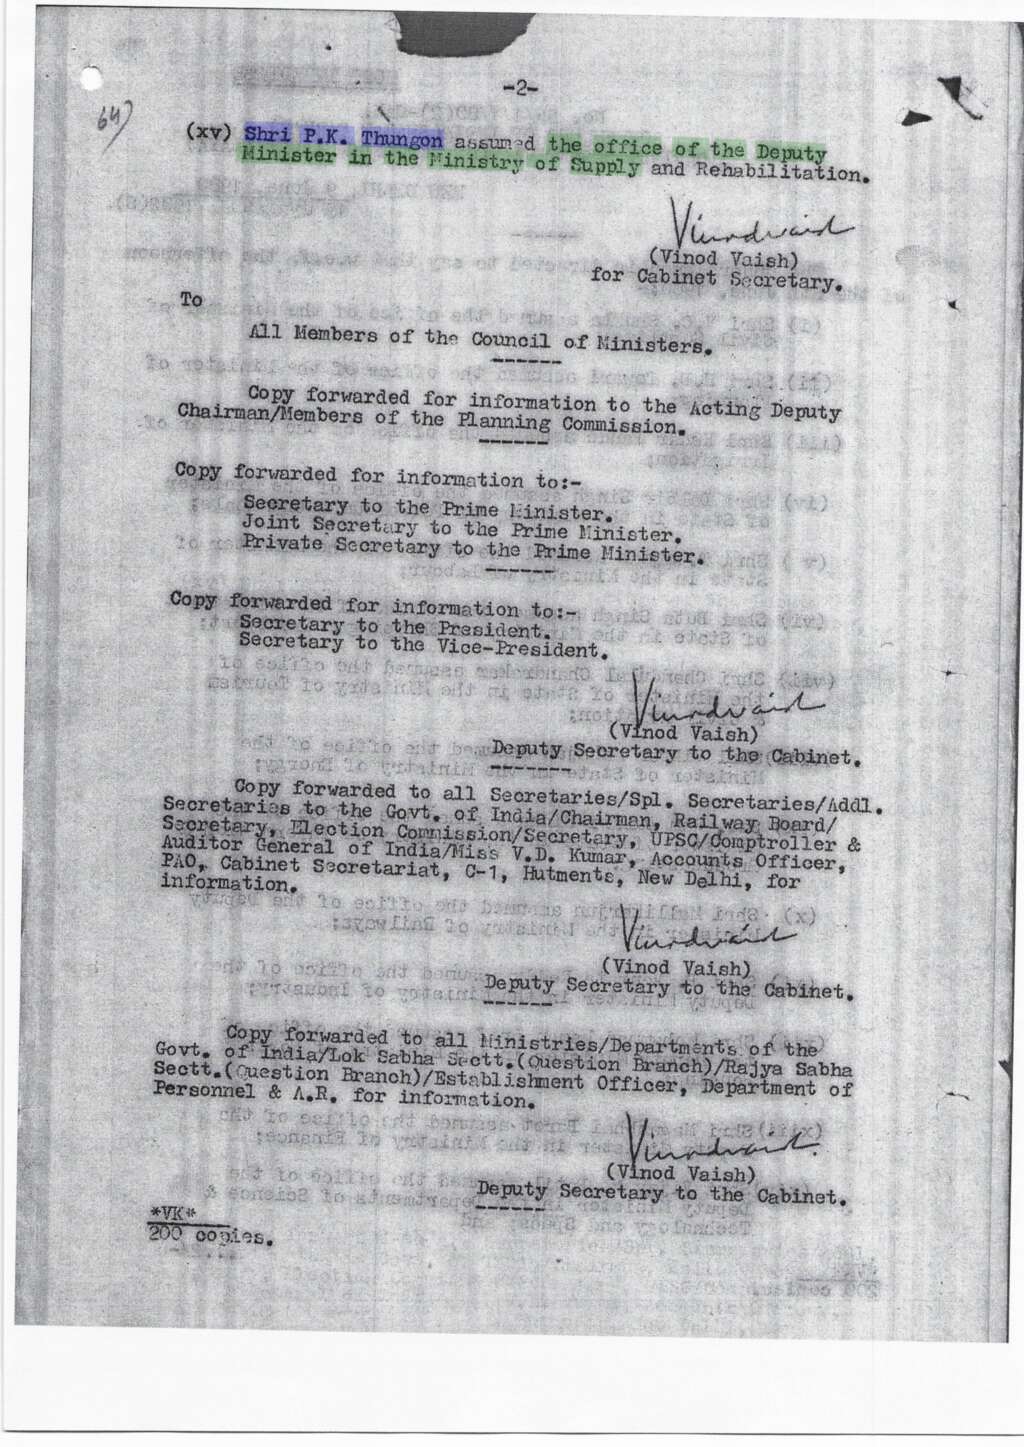 -2-
64)
(xv) Shri P.K. Thungon assumed the office of the Deputy
Minister in the Ministry of Supply and Rehabilitation.
(Vinod Vaish)
for Cabinet Secretary.
To
All Members of the Council of Ministers.
Copy forwarded for information to the Acting Deputy
Chairman/Members of the Planning Commission.
Copy forwarded for information to:-
Secretary to the Prime Minister.
Joint Secretary to the Prime Minister.
Private Secretary to the Prime Minister.
Copy forwarded for information to:-
Secretary to the President.
Secretary to the Vice-President.
(Vinod Vaish)
Deputy Secretary to the Cabinet.
Copy forwarded to all Secretaries/Spl. Secretaries/Addl.
Secretaries to the Govt. of India/Chairman, Railway Board/
Secretary, Election Commission/Secretary, UPSC/Comptroller &
Auditor General of India/Miss V.D. Kumar, Accounts Officer,
PAO, Cabinet Secretariat, C-1, Hutments, New Delhi, for
information.
(Vinod Vaish)
Deputy Secretary to the Cabinet.
Copy forwarded to all Ministries/Departments of the
Govt. of India/Lok Sabha Sectt.(Question Branch)/Rajya Sabha
Sectt.(Question Branch)/Establishment Officer, Department of
Personnel & A.R. for information.
(Vinod Vaish)
Deputy Secretary to the Cabinet.
*VK*
200 copies.